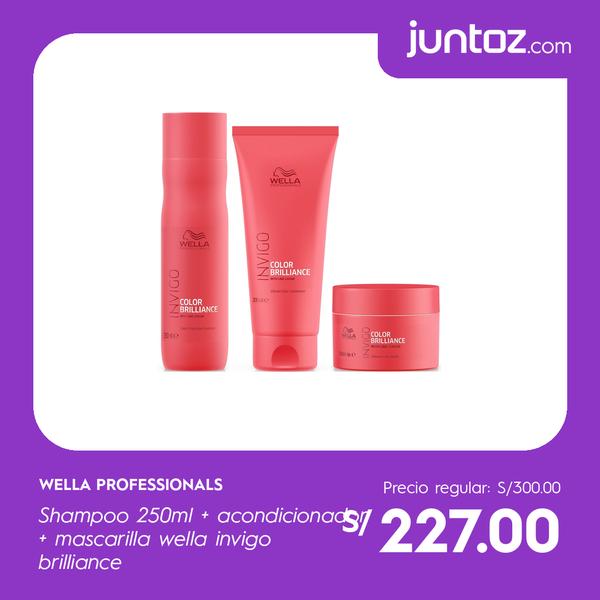 juntoz.com
WELLA
INVIGO
COLOR
BRILLIANCE
WELLA
INVIGO
COLOR
BRILLIANCE
WELLA
INVIGO
COLOR
BRILLIANCE
WELLA PROFESSIONALS
Shampoo 250ml + acondicionador
+ mascarilla wella invigo
brilliance
Precio regular: S/300.00
S/ 227.00